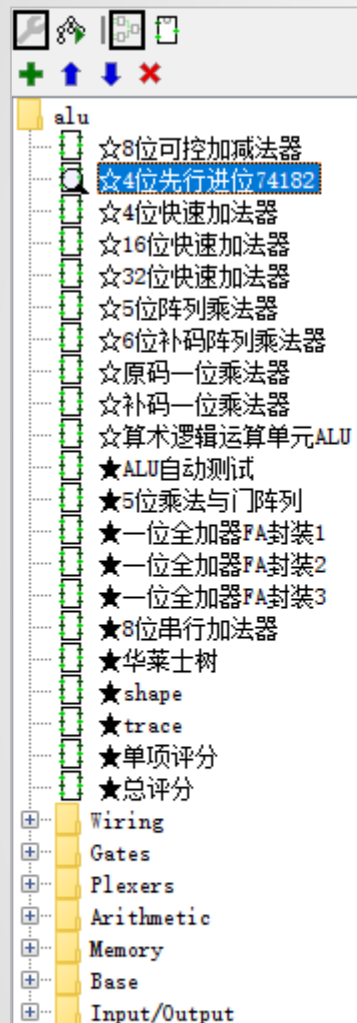 alu
☆8位可控加减法器
☆4位先行进位74182
☆4位快速加法器
☆16位快速加法器
☆32位快速加法器
☆5位阵列乘法器
☆6位补码阵列乘法器
☆原码一位乘法器
☆补码一位乘法器
☆算术逻辑运算单元ALU
★ALU自动测试
★5位乘法与门阵列
★一位全加器FA封装1
★一位全加器FA封装2
★一位全加器FA封装3
★8位串行加法器
★华莱士树
★shape
★trace
★单项评分
★总评分
Wiring
Gates
Plexers
Arithmetic
Memory
Base
Input/Output